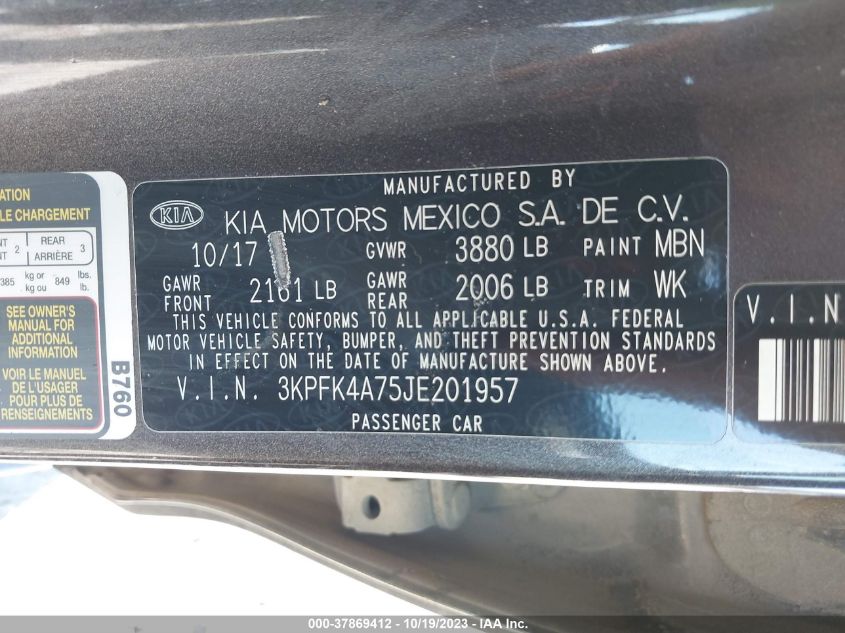 MANUFACTURED BY
KIA KIA MOTORS MEXICO S.A. DE C.V.
10/17 GVWR 3880 LB PAINT MBN
GAWR FRONT 2161 LB GAWR REAR 2006 LB TRIM WK
THIS VEHICLE CONFORMS TO ALL APPLICABLE U.S.A. FEDERAL
MOTOR VEHICLE SAFETY, BUMPER, AND THEFT PREVENTION STANDARDS
IN EFFECT ON THE DATE OF MANUFACTURE SHOWN ABOVE.
V.I.N. 3KPFK4A75JE201957
PASSENGER CAR
CHARGEMENT
2 REAR 3
ARRIÈRE
385 kg or 849 lbs.
kg ou lb.
SEE OWNER'S
MANUAL FOR
ADDITIONAL
INFORMATION
VOIR LE MANUEL
DE L'USAGER
POUR PLUS DE
RENSEIGNEMENTS
B760
V.I.N
000-37869412 - 10/19/2023 - IAA Inc.